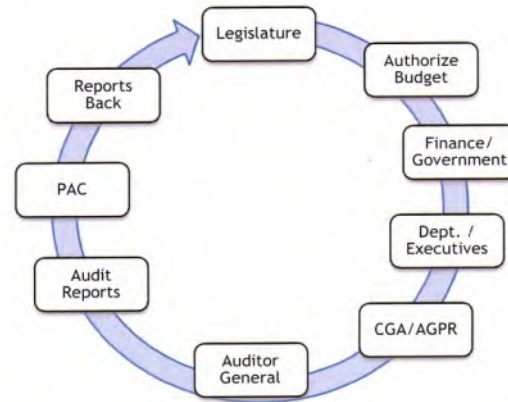 Legislature
Authorize
Budget
Finance/
Government
Dept. /
Executives
CGA/AGPR
Auditor
General
Audit
Reports
PAC
Reports
Back